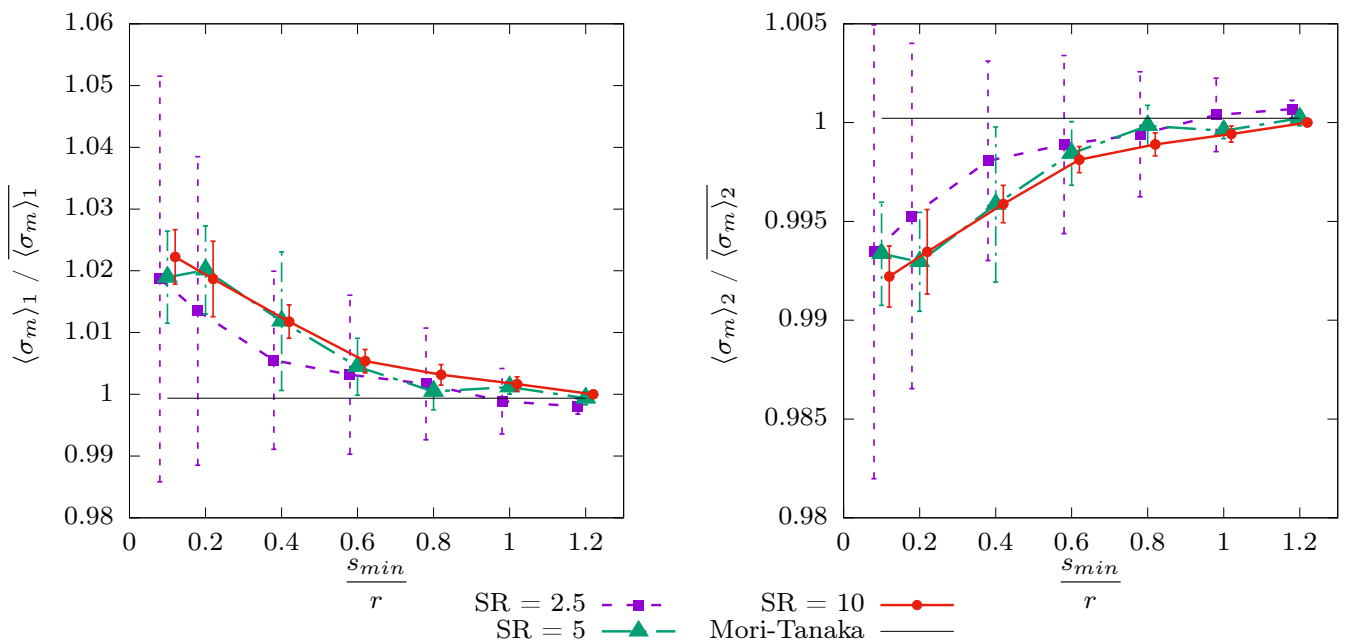 ⟨σm⟩1 / ⟨σm⟩1
1.06
1.05
1.04
1.03
1.02
1.01
1
0.99
0.98
0 0.2 0.4 0.6 0.8 1 1.2
smin
r
⟨σm⟩2 / ⟨σm⟩2
1.005
1
0.995
0.99
0.985
0.98
0 0.2 0.4 0.6 0.8 1 1.2
smin
r
SR = 2.5
SR = 5
SR = 10
Mori-Tanaka